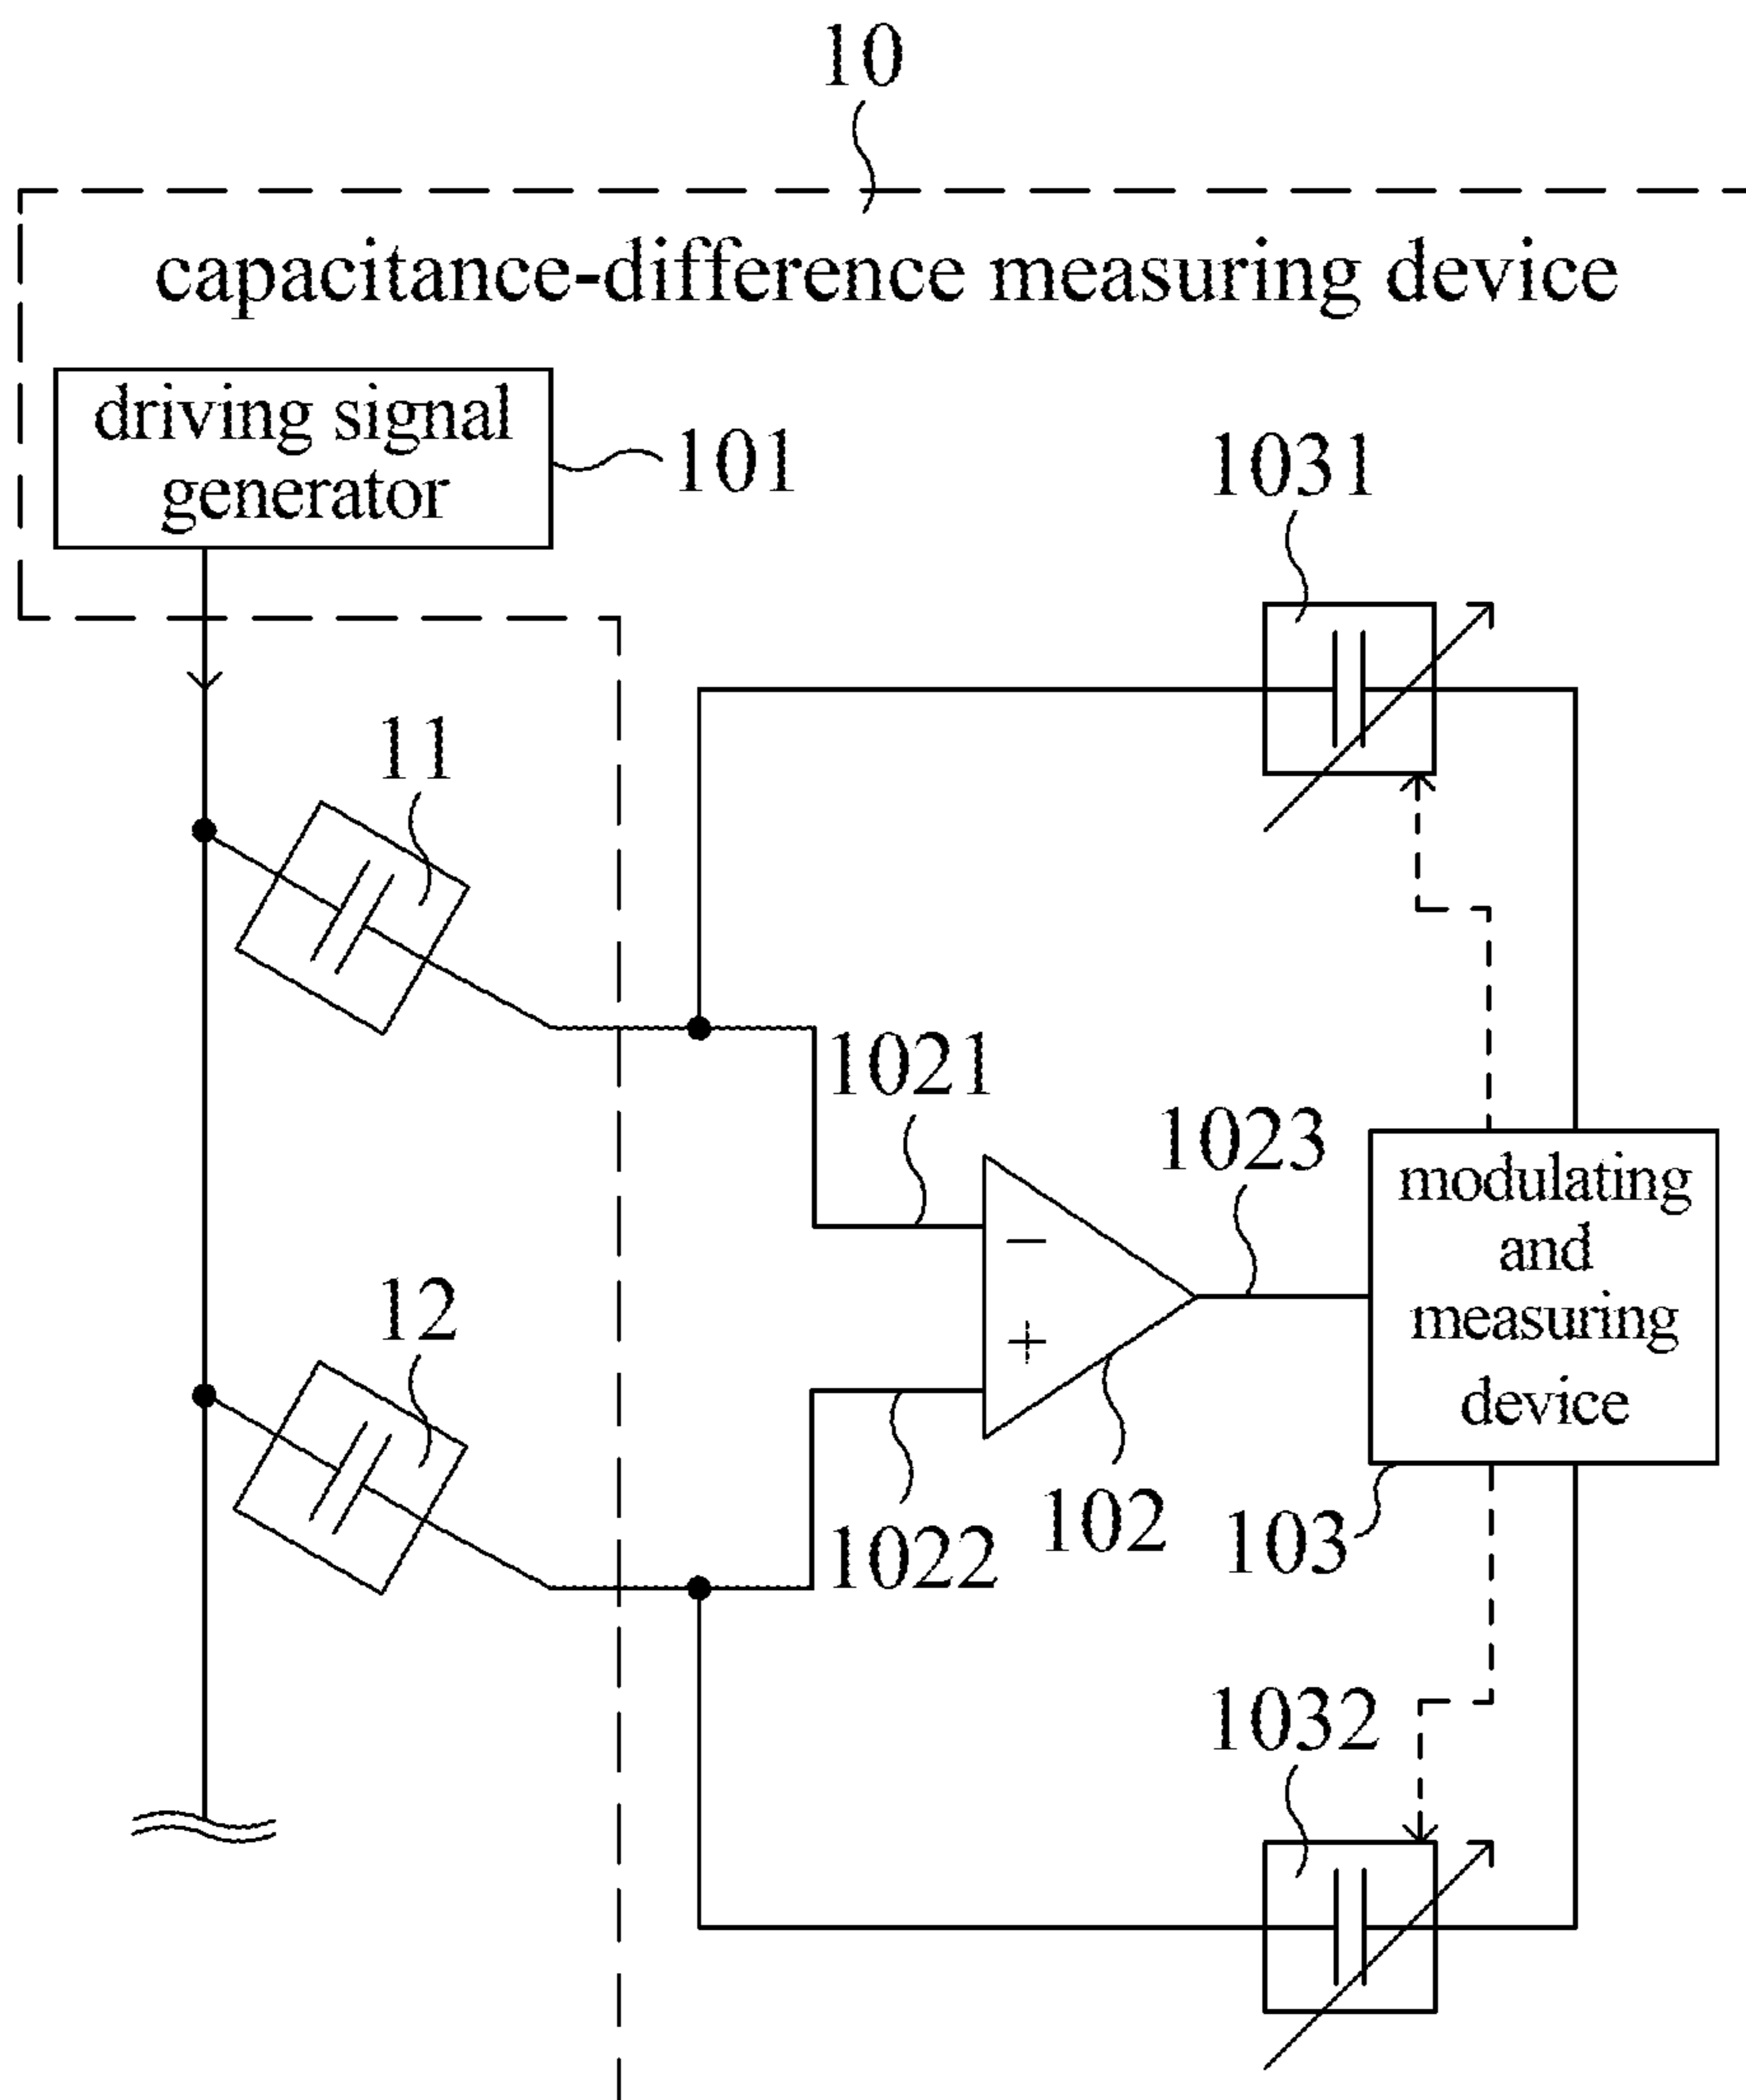 10
capacitance-difference measuring device
driving signal
generator
101
1031
11
1021
1023
modulating
and
measuring
device
−
+
12
1022
102
103
1032